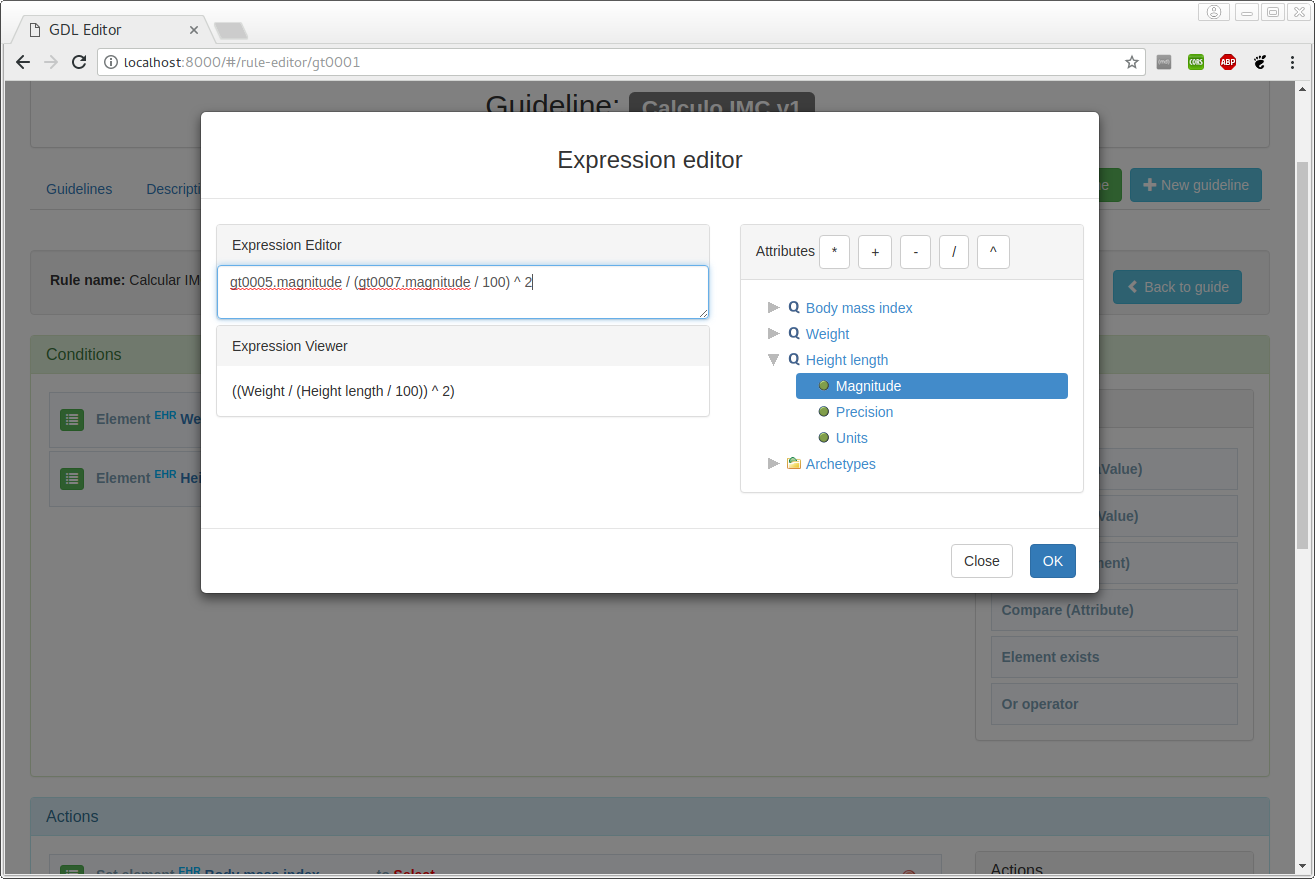 GDL Editor
localhost:8000/#/rule-editor/gt0001
CORS
ABP
Guideline: Calculo IMC v1
Expression editor
Guidelines
New guideline
Expression Editor
Attributes * + - / ^
Rule name: Calcular IM
gt0005.magnitude / (gt0007.magnitude / 100) ^ 2
Back to guide
Body mass index
Weight
Height length
Magnitude
Precision
Units
Archetypes
Expression Viewer
((Weight / (Height length / 100)) ^ 2)
Conditions
Element EHR
Element EHR
Close OK
Value)
Value)
Compare (Attribute)
Element exists
Or operator
Actions
Set element EHR Body mass index to Select
Actions